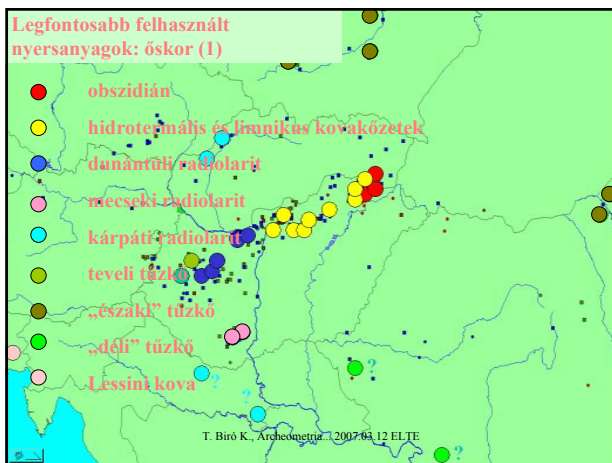 Legfontosabb felhasznált
nyersanyagok: őskor (1)
obszidián
hidrotermális és limnikus kovakőzetek
dunántúli radiolarit
mecseki radiolarit
kárpáti radiolarit
teveli tűzkő
„északi” tűzkő
„déli” tűzkő
Lessini kova
?
?
?
?
T. Biró K., Archeometria... 2007.03.12 ELTE